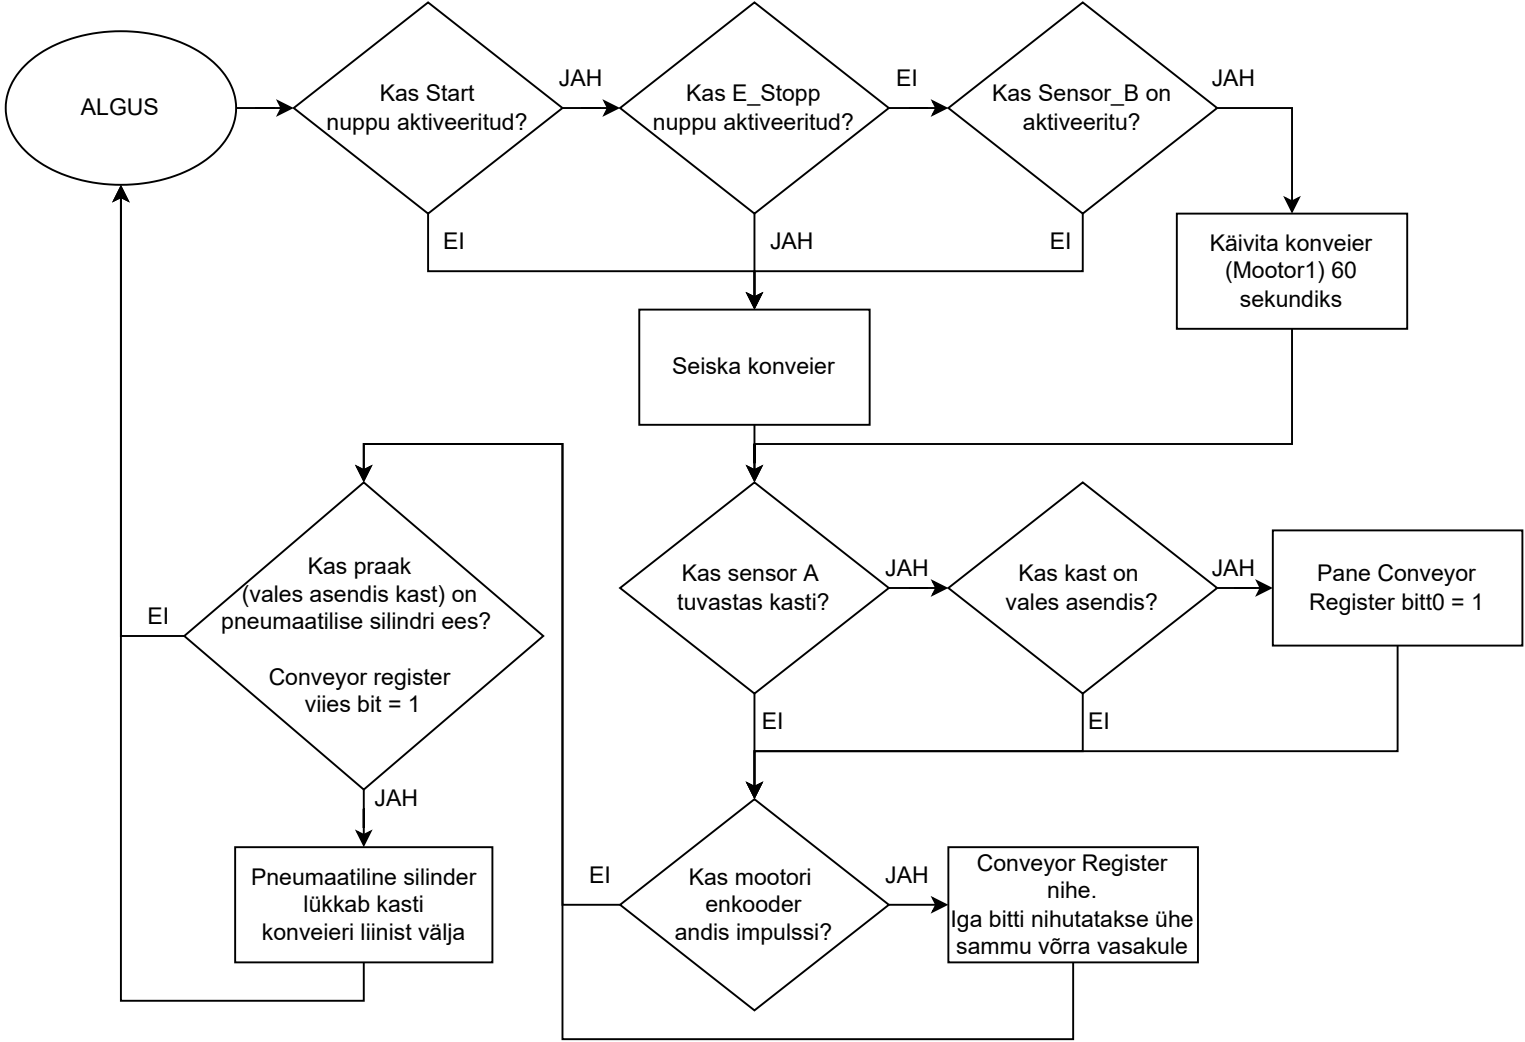 ALGUS
Kas Start
nuppu aktiveeritud?
JAH
Kas E_Stopp
nuppu aktiveeritud?
EI
Kas Sensor_B on
aktiveeritu?
JAH
EI
JAH
EI
Käivita konveier
(Mootor1) 60
sekundiks
Seiska konveier
Kas sensor A
tuvastas kasti?
JAH
Kas kast on
vales asendis?
JAH
Pane Conveyor
Register bitt0 = 1
EI
EI
Kas mootori
enkooder
andis impulssi?
JAH
Conveyor Register
nihe.
Iga bitti nihutatakse ühe
sammu võrra vasakule
EI
Kas praak
(vales asendis kast) on
pneumaatilise silindri ees?
Conveyor register
viies bit = 1
EI
JAH
Pneumaatiline silinder
lükkab kasti
konveieri liinist välja